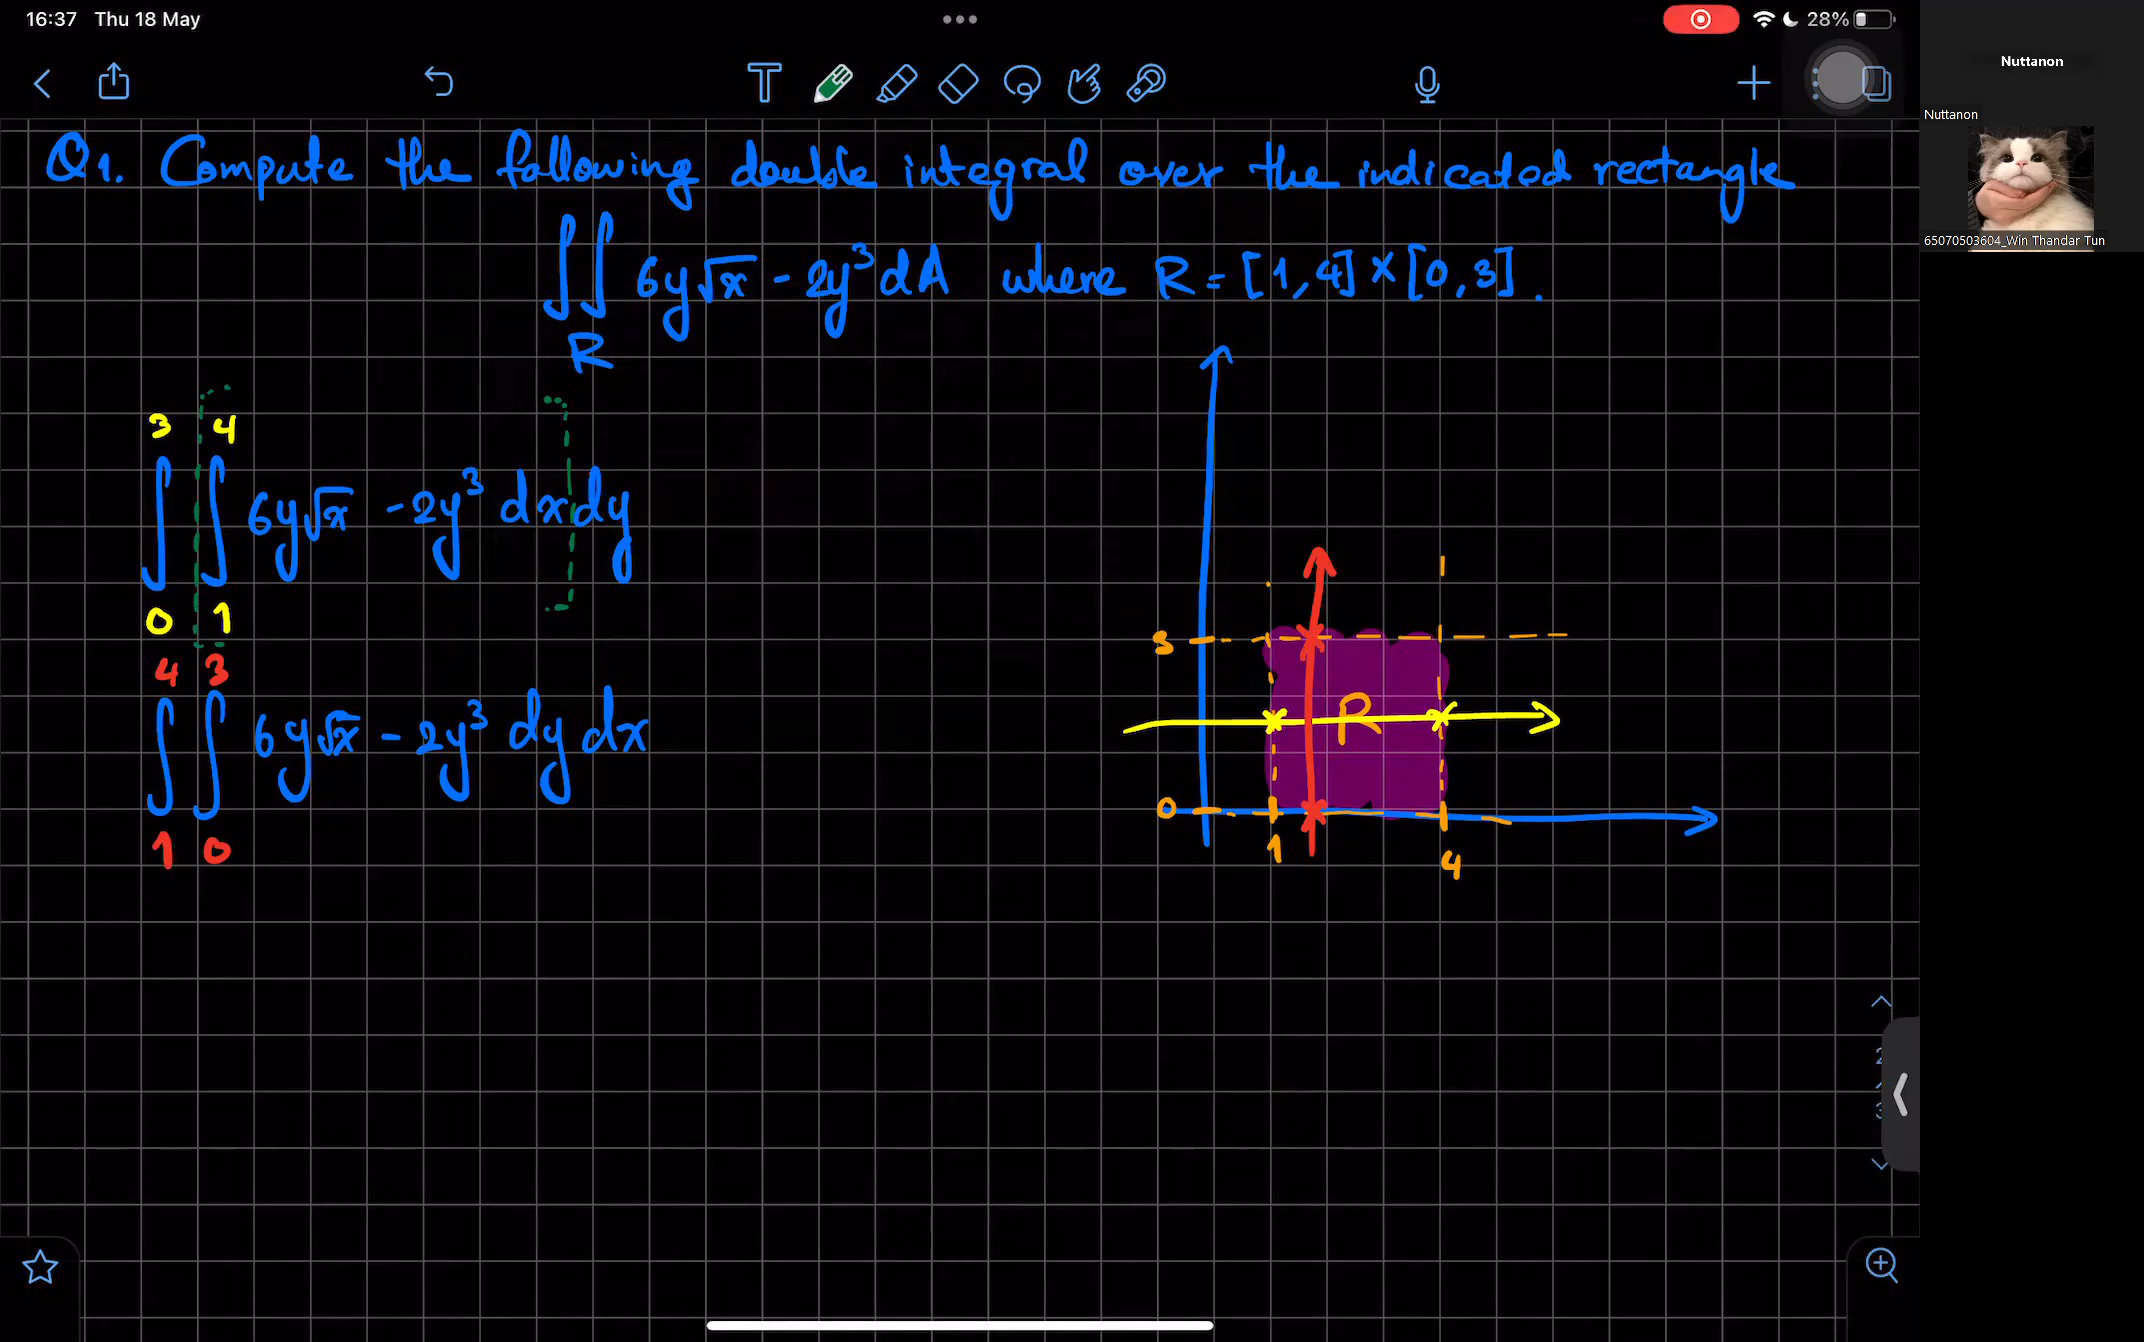 16:37 Thu 18 May
28%
Nuttanon
Nuttanon
65070503604_Win Thandar Tun
Q1. Compute the following double integral over the indicated rectangle
∫∫ 6y√x - 2y³ dA where R = [1,4] × [0,3].
R
3 4
∫ ∫ 6y√x - 2y³ dx dy
0 1
4 3
∫ ∫ 6y√x - 2y³ dy dx
1 0
3
R
0
1
4